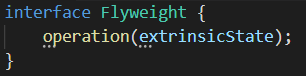 interface Flyweight {
    operation(extrinsicState);
}